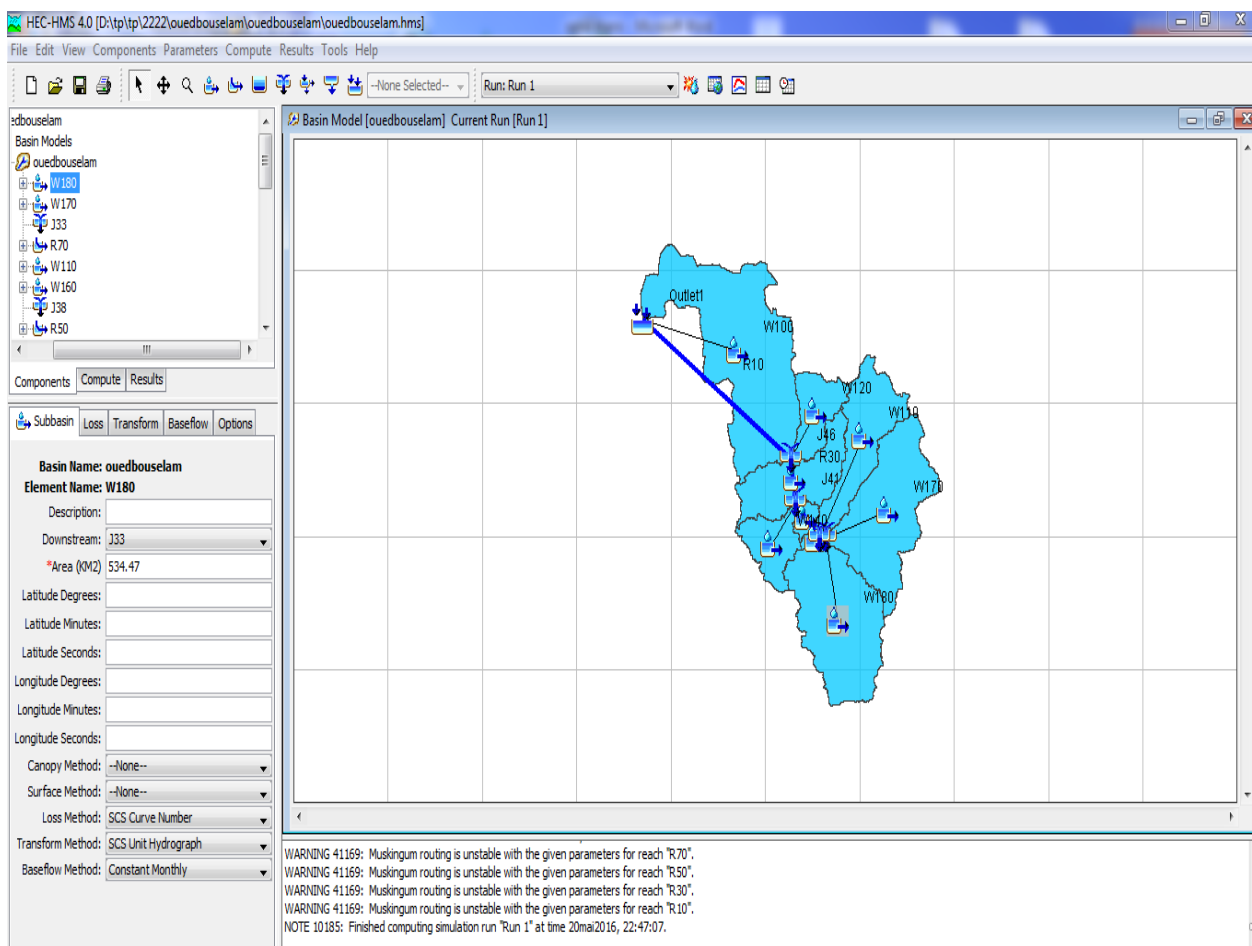 HEC-HMS 4.0 [D:\tp\tp\2222\ouedbouselam\ouedbouselam\ouedbouselam.hms]
File Edit View Components Parameters Compute Results Tools Help
--None Selected--
Run: Run 1
edbouselam
Basin Models
ouedbouselam
W180
W170
J33
R70
W110
W160
J38
R50
Components Compute Results
Subbasin Loss Transform Baseflow Options
Basin Name: ouedbouselam
Element Name: W180
Description:
Downstream: J33
*Area (KM2) 534.47
Latitude Degrees:
Latitude Minutes:
Latitude Seconds:
Longitude Degrees:
Longitude Minutes:
Longitude Seconds:
Canopy Method: --None--
Surface Method: --None--
Loss Method: SCS Curve Number
Transform Method: SCS Unit Hydrograph
Baseflow Method: Constant Monthly
Basin Model [ouedbouselam] Current Run [Run 1]
Outlet1
W100
R10
W120
W110
J46
R30
J41
W170
W140
W180
WARNING 41169: Muskingum routing is unstable with the given parameters for reach "R70".
WARNING 41169: Muskingum routing is unstable with the given parameters for reach "R50".
WARNING 41169: Muskingum routing is unstable with the given parameters for reach "R30".
WARNING 41169: Muskingum routing is unstable with the given parameters for reach "R10".
NOTE 10185: Finished computing simulation run "Run 1" at time 20mai2016, 22:47:07.